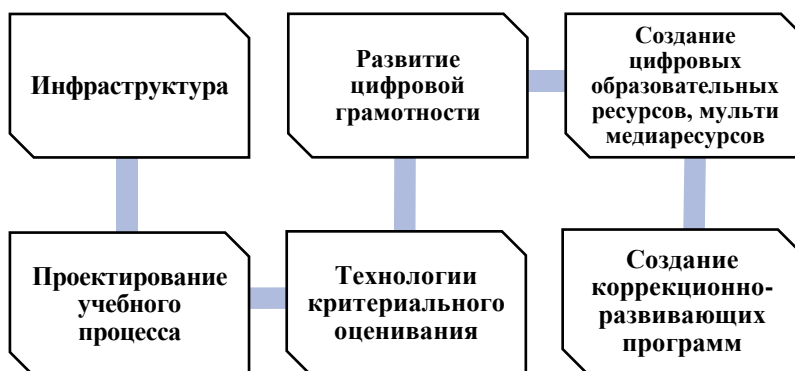 Инфраструктура
Развитие
цифровой
грамотности
Создание
цифровых
образовательных
ресурсов, мульти
медиаресурсов
Проектирование
учебного
процесса
Технологии
критериального
оценивания
Создание
коррекционно-
развивающих
программ